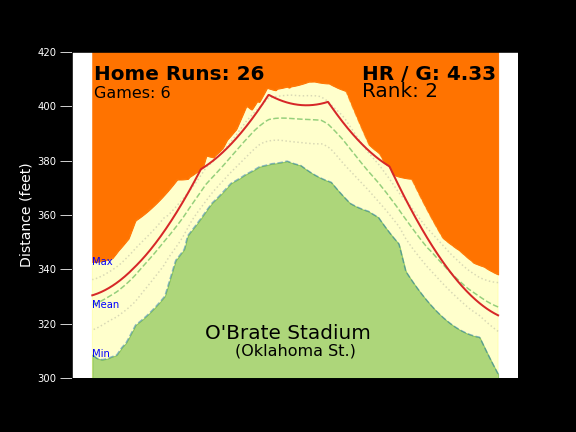 420
400
380
360
340
320
300
Distance (feet)
Home Runs: 26
Games: 6
HR / G: 4.33
Rank: 2
Max
Mean
Min
O'Brate Stadium
(Oklahoma St.)